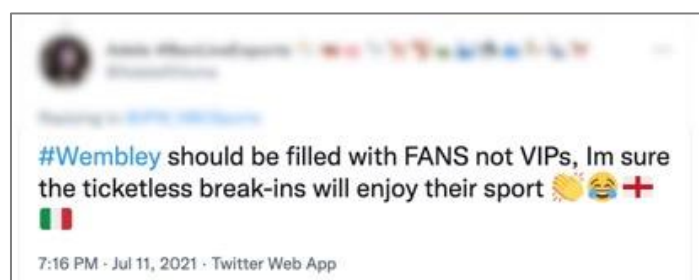 #Wembley should be filled with FANS not VIPs, Im sure
the ticketless break-ins will enjoy their sport 👏😂🏴󠁧󠁢󠁥󠁮󠁧󠁿
🇮🇹
7:16 PM · Jul 11, 2021 · Twitter Web App